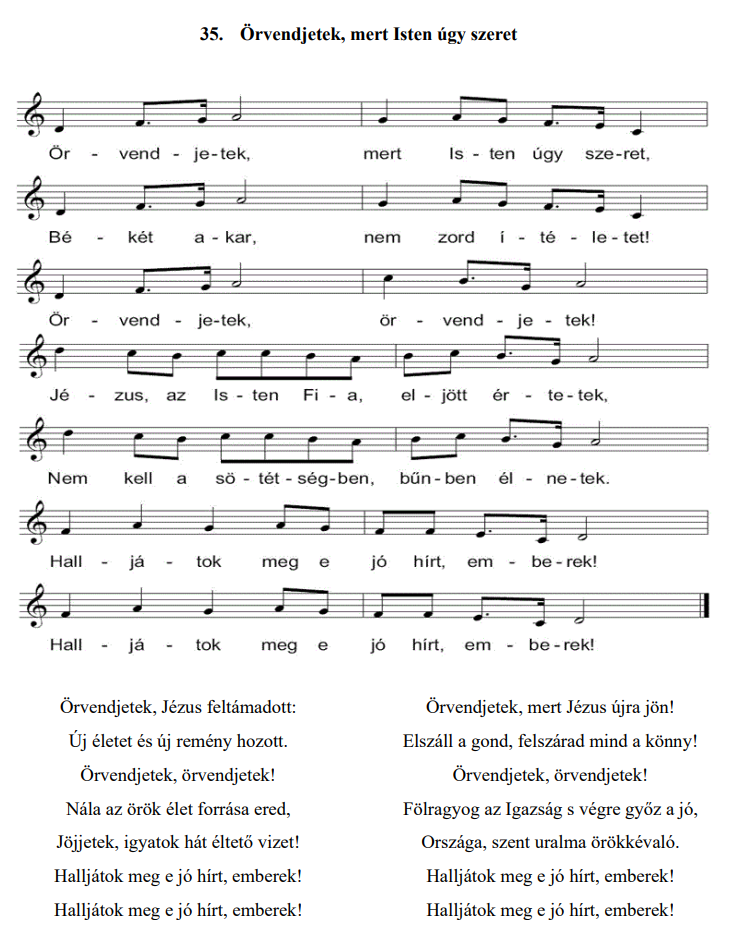 35. Örvendjetek, mert Isten úgy szeret
Ör - vend - je-tek, mert Is - ten úgy sze-ret,
Bé - két a - kar, nem zord í - té - le-tet!
Ör - vend - je-tek, ör - vend - je - tek!
Jé - zus, az Is - ten Fi - a, el - jött ér - te - tek,
Nem kell a sö - tét-ség-ben, bűn-ben él - ne-tek.
Hall - já - tok meg e jó hírt, em - be - rek!
Hall - já - tok meg e jó hírt, em - be-rek!
Örvendjetek, Jézus feltámadott:
Új életet és új remény hozott.
Örvendjetek, örvendjetek!
Nála az örök élet forrása ered,
Jöjjetek, igyatok hát éltető vizet!
Halljátok meg e jó hírt, emberek!
Halljátok meg e jó hírt, emberek!
Örvendjetek, mert Jézus újra jön!
Elszáll a gond, felszárad mind a könny!
Örvendjetek, örvendjetek!
Fölragyog az Igazság s végre győz a jó,
Országa, szent uralma örökkévaló.
Halljátok meg e jó hírt, emberek!
Halljátok meg e jó hírt, emberek!